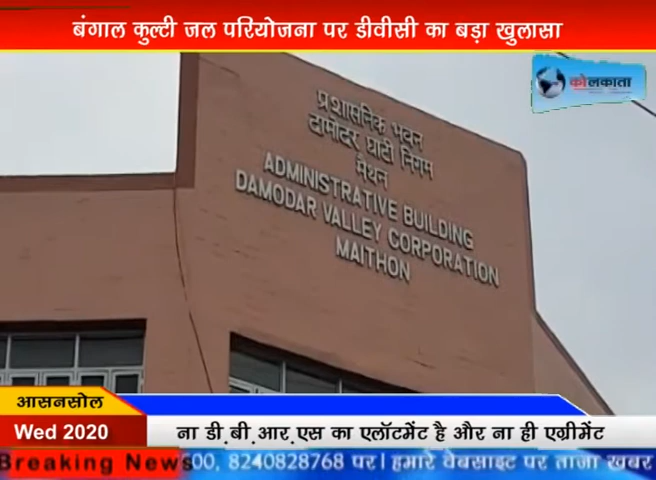 बंगाल कुल्टी जल परियोजना पर डीवीसी का बड़ा खुलासा
कोलकाता
प्रशासनिक भवन
दामोदर घाटी निगम
मैथन
ADMINISTRATIVE BUILDING
DAMODAR VALLEY CORPORATION
MAITHON
आसनसोल
Wed 2020
ना डी.बी.आर.एस का एलॉटमेंट है और ना ही एग्रीमेंट
Breaking News
00, 8240828768 पर| हमारे वेबसाइट पर ताजा खबर